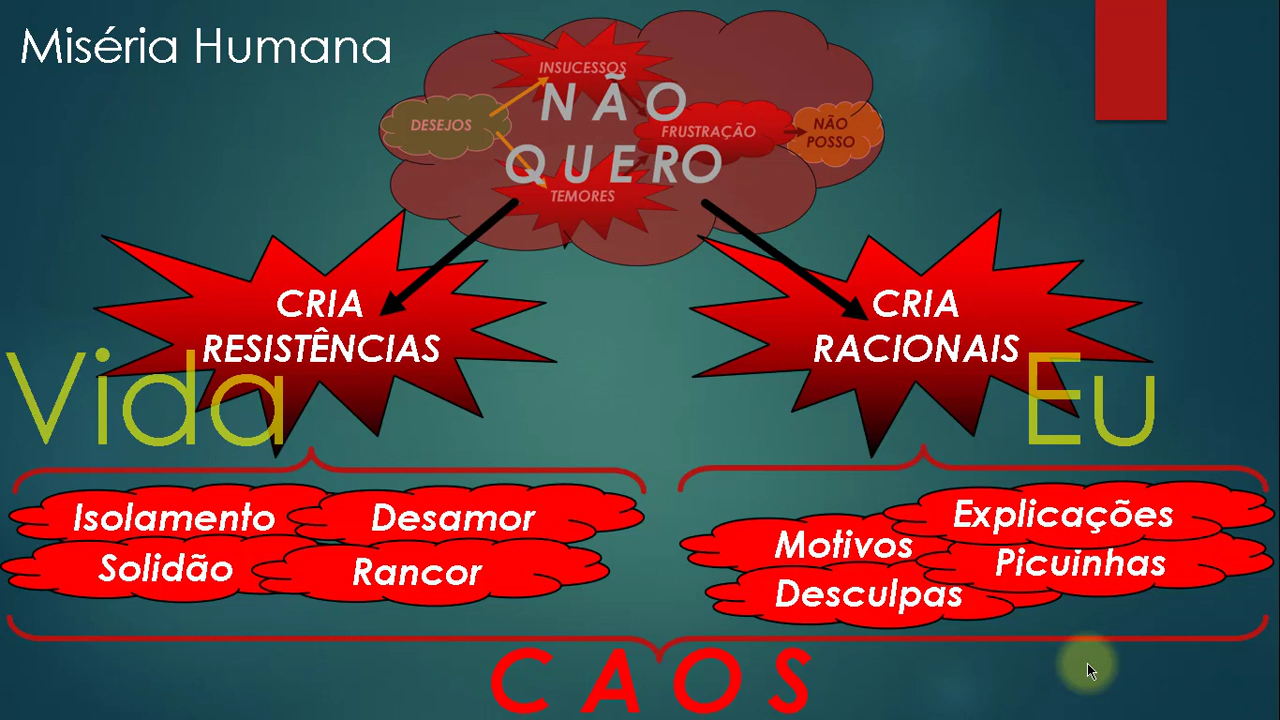 Miséria Humana
INSUCESSOS
NÃO
DESEJOS
FRUSTRAÇÃO
NÃO
POSSO
QUERO
TEMORES
CRIA
RESISTÊNCIAS
CRIA
RACIONAIS
Vida
Eu
Isolamento
Desamor
Solidão
Rancor
Explicações
Motivos
Picuinhas
Desculpas
CAOS